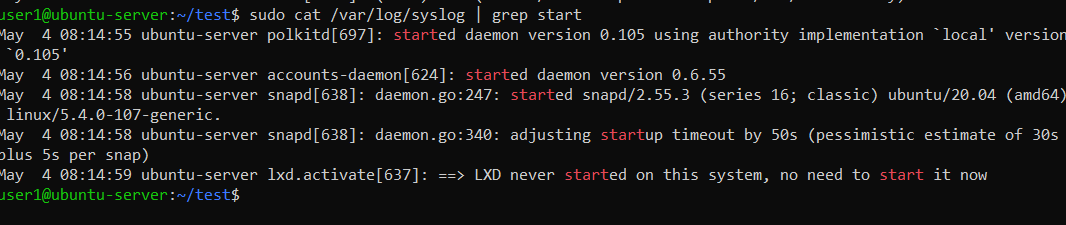 user1@ubuntu-server:~/test$ sudo cat /var/log/syslog | grep start
May  4 08:14:55 ubuntu-server polkitd[697]: started daemon version 0.105 using authority implementation `local' version
 `0.105'
May  4 08:14:56 ubuntu-server accounts-daemon[624]: started daemon version 0.6.55
May  4 08:14:58 ubuntu-server snapd[638]: daemon.go:247: started snapd/2.55.3 (series 16; classic) ubuntu/20.04 (amd64)
 linux/5.4.0-107-generic.
May  4 08:14:58 ubuntu-server snapd[638]: daemon.go:340: adjusting startup timeout by 50s (pessimistic estimate of 30s
plus 5s per snap)
May  4 08:14:59 ubuntu-server lxd.activate[637]: ==> LXD never started on this system, no need to start it now
user1@ubuntu-server:~/test$